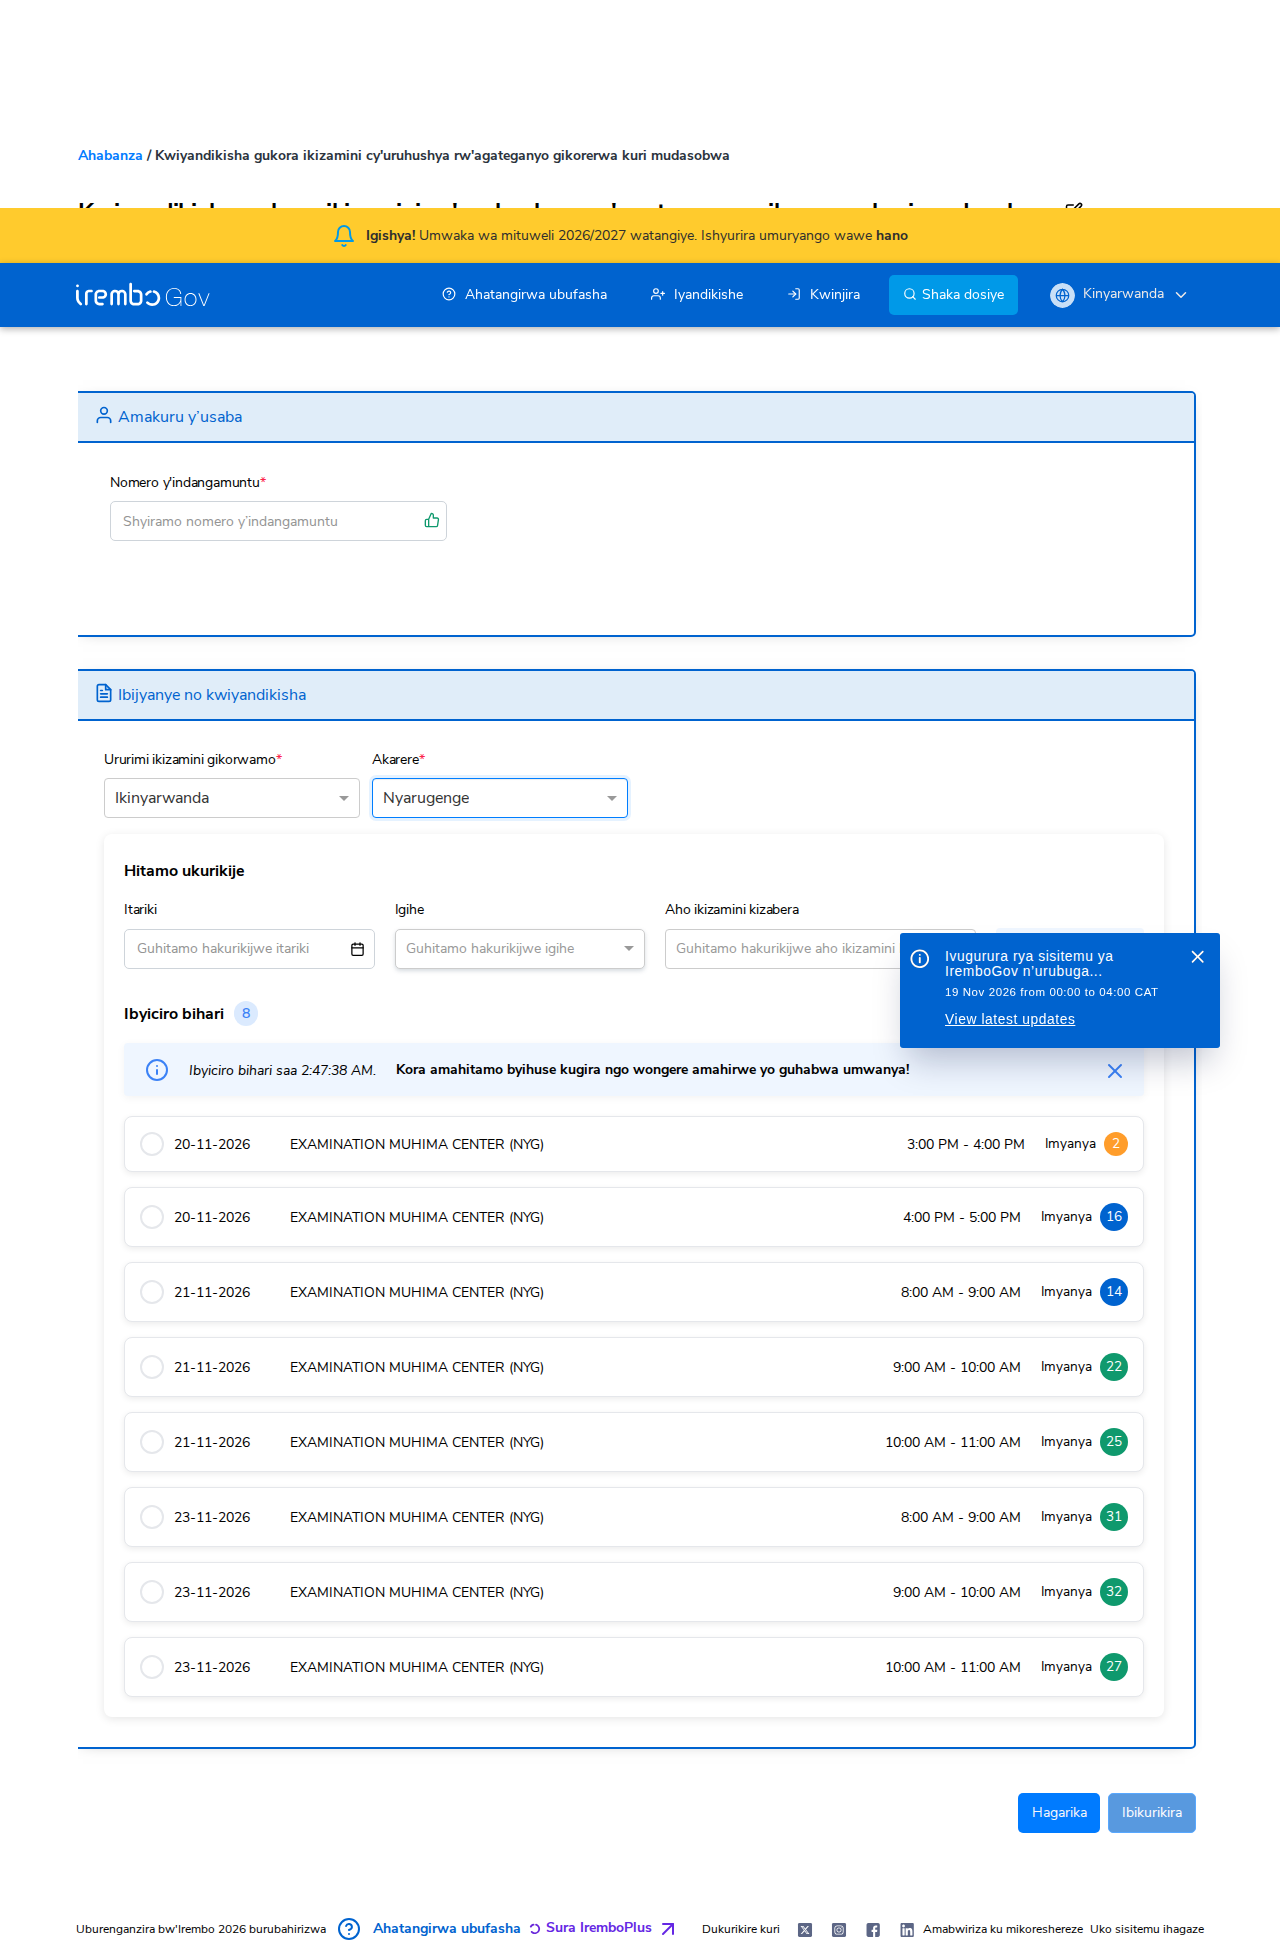 Ahabanza / Kwiyandikisha gukora ikizamini cy'uruhushya rw'agateganyo gikorerwa kuri mudasobwa
Igishya! Umwaka wa mituweli 2026/2027 watangiye. Ishyurira umuryango wawe hano
irembo Gov
Ahatangirwa ubufasha
Iyandikishe
Kwinjira
Shaka dosiye
Kinyarwanda
Amakuru y’usaba
Nomero y'indangamuntu*
Shyiramo nomero y’indangamuntu
Ibijyanye no kwiyandikisha
Ururimi ikizamini gikorwamo*
Akarere*
Ikinyarwanda
Nyarugenge
Hitamo ukurikije
Itariki
Igihe
Aho ikizamini kizabera
Guhitamo hakurikijwe itariki
Guhitamo hakurikijwe igihe
Guhitamo hakurikijwe aho ikizamini
Ivugurura rya sisitemu ya
IremboGov n’urubuga...
19 Nov 2026 from 00:00 to 04:00 CAT
View latest updates
Ibyiciro bihari 8
Ibyiciro bihari saa 2:47:38 AM. Kora amahitamo byihuse kugira ngo wongere amahirwe yo guhabwa umwanya!
20-11-2026 EXAMINATION MUHIMA CENTER (NYG) 3:00 PM - 4:00 PM Imyanya 2
20-11-2026 EXAMINATION MUHIMA CENTER (NYG) 4:00 PM - 5:00 PM Imyanya 16
21-11-2026 EXAMINATION MUHIMA CENTER (NYG) 8:00 AM - 9:00 AM Imyanya 14
21-11-2026 EXAMINATION MUHIMA CENTER (NYG) 9:00 AM - 10:00 AM Imyanya 22
21-11-2026 EXAMINATION MUHIMA CENTER (NYG) 10:00 AM - 11:00 AM Imyanya 25
23-11-2026 EXAMINATION MUHIMA CENTER (NYG) 8:00 AM - 9:00 AM Imyanya 31
23-11-2026 EXAMINATION MUHIMA CENTER (NYG) 9:00 AM - 10:00 AM Imyanya 32
23-11-2026 EXAMINATION MUHIMA CENTER (NYG) 10:00 AM - 11:00 AM Imyanya 27
Hagarika
Ibikurikira
Uburenganzira bw'Irembo 2026 burubahirizwa
Ahatangirwa ubufasha
Sura IremboPlus
Dukurikire kuri
Amabwiriza ku mikoreshereze
Uko sisitemu ihagaze